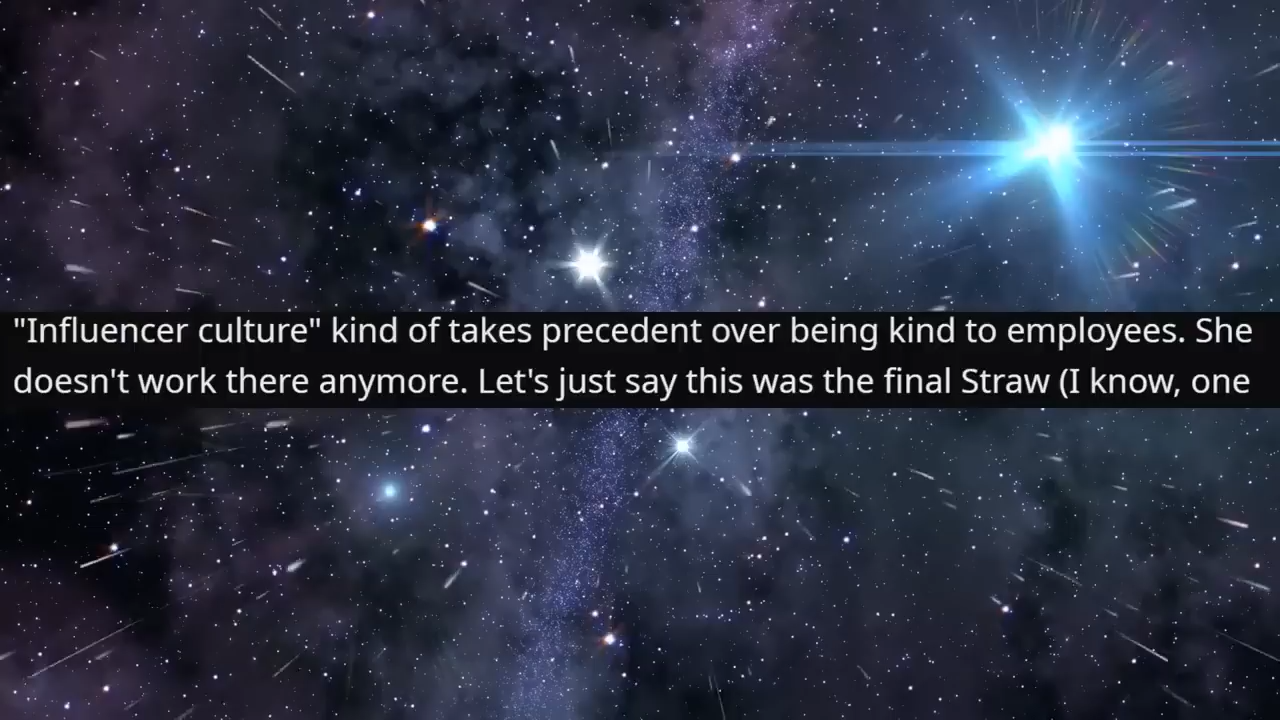 "Influencer culture" kind of takes precedent over being kind to employees. She
doesn't work there anymore. Let's just say this was the final Straw (I know, one